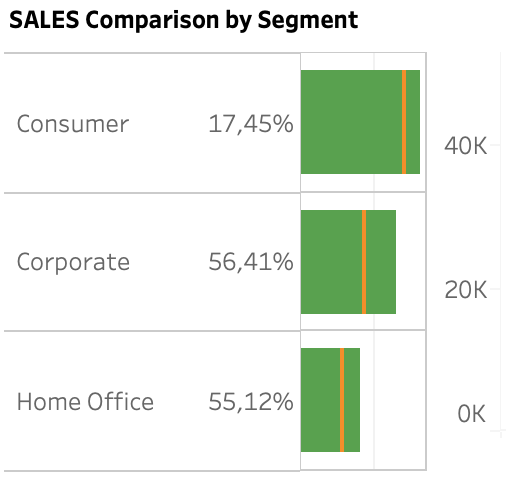 SALES Comparison by Segment
Consumer 17,45%
40K
Corporate 56,41%
20K
Home Office 55,12%
0K